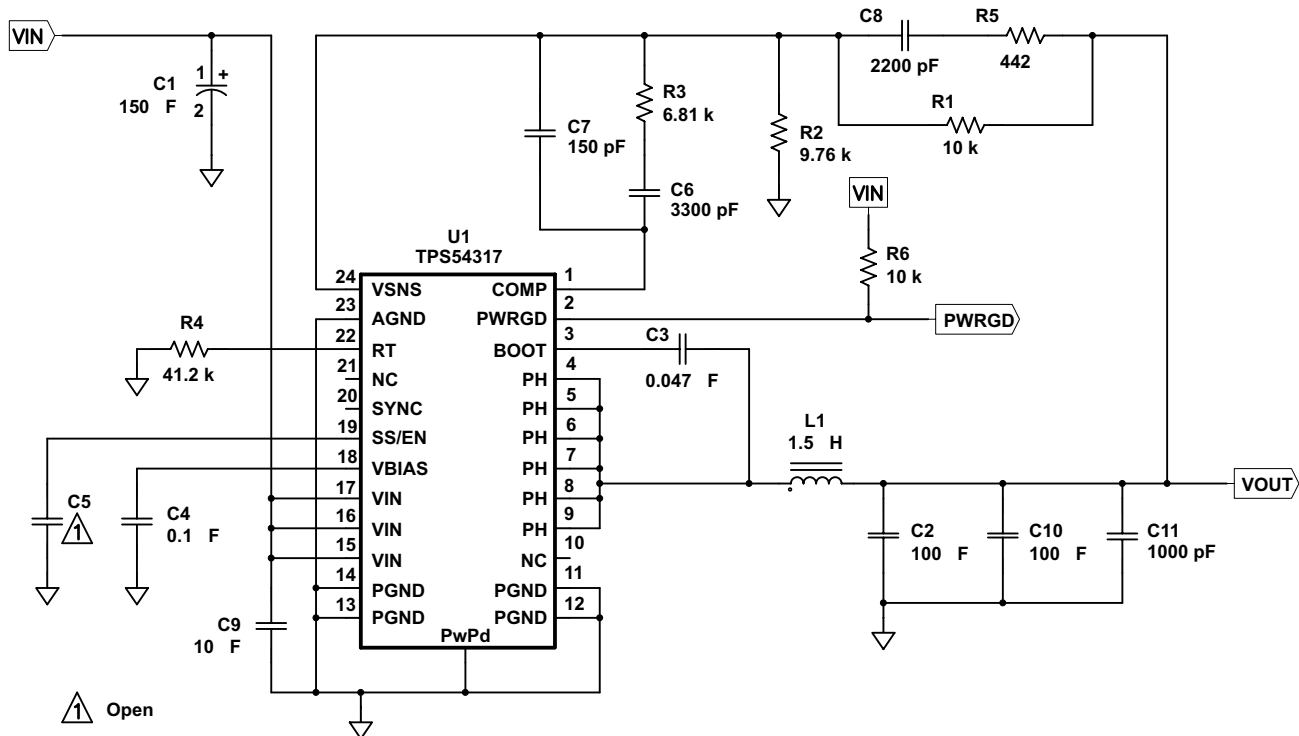 VIN
C1
150 F
1 +
2
C8
2200 pF
R5
442
R1
10 k
R3
6.81 k
C7
150 pF
C6
3300 pF
R2
9.76 k
VIN
R6
10 k
PWRGD
U1
TPS54317
24 VSNS
23 AGND
22 RT
21 NC
20 SYNC
19 SS/EN
18 VBIAS
17 VIN
16 VIN
15 VIN
14 PGND
13 PGND
COMP 1
PWRGD 2
BOOT 3
PH 4
PH 5
PH 6
PH 7
PH 8
PH 9
NC 10
PGND 11
PGND 12
PwPd
R4
41.2 k
C3
0.047 F
L1
1.5 H
VOUT
C5
1
C4
0.1 F
C2
100 F
C10
100 F
C11
1000 pF
C9
10 F
1 Open